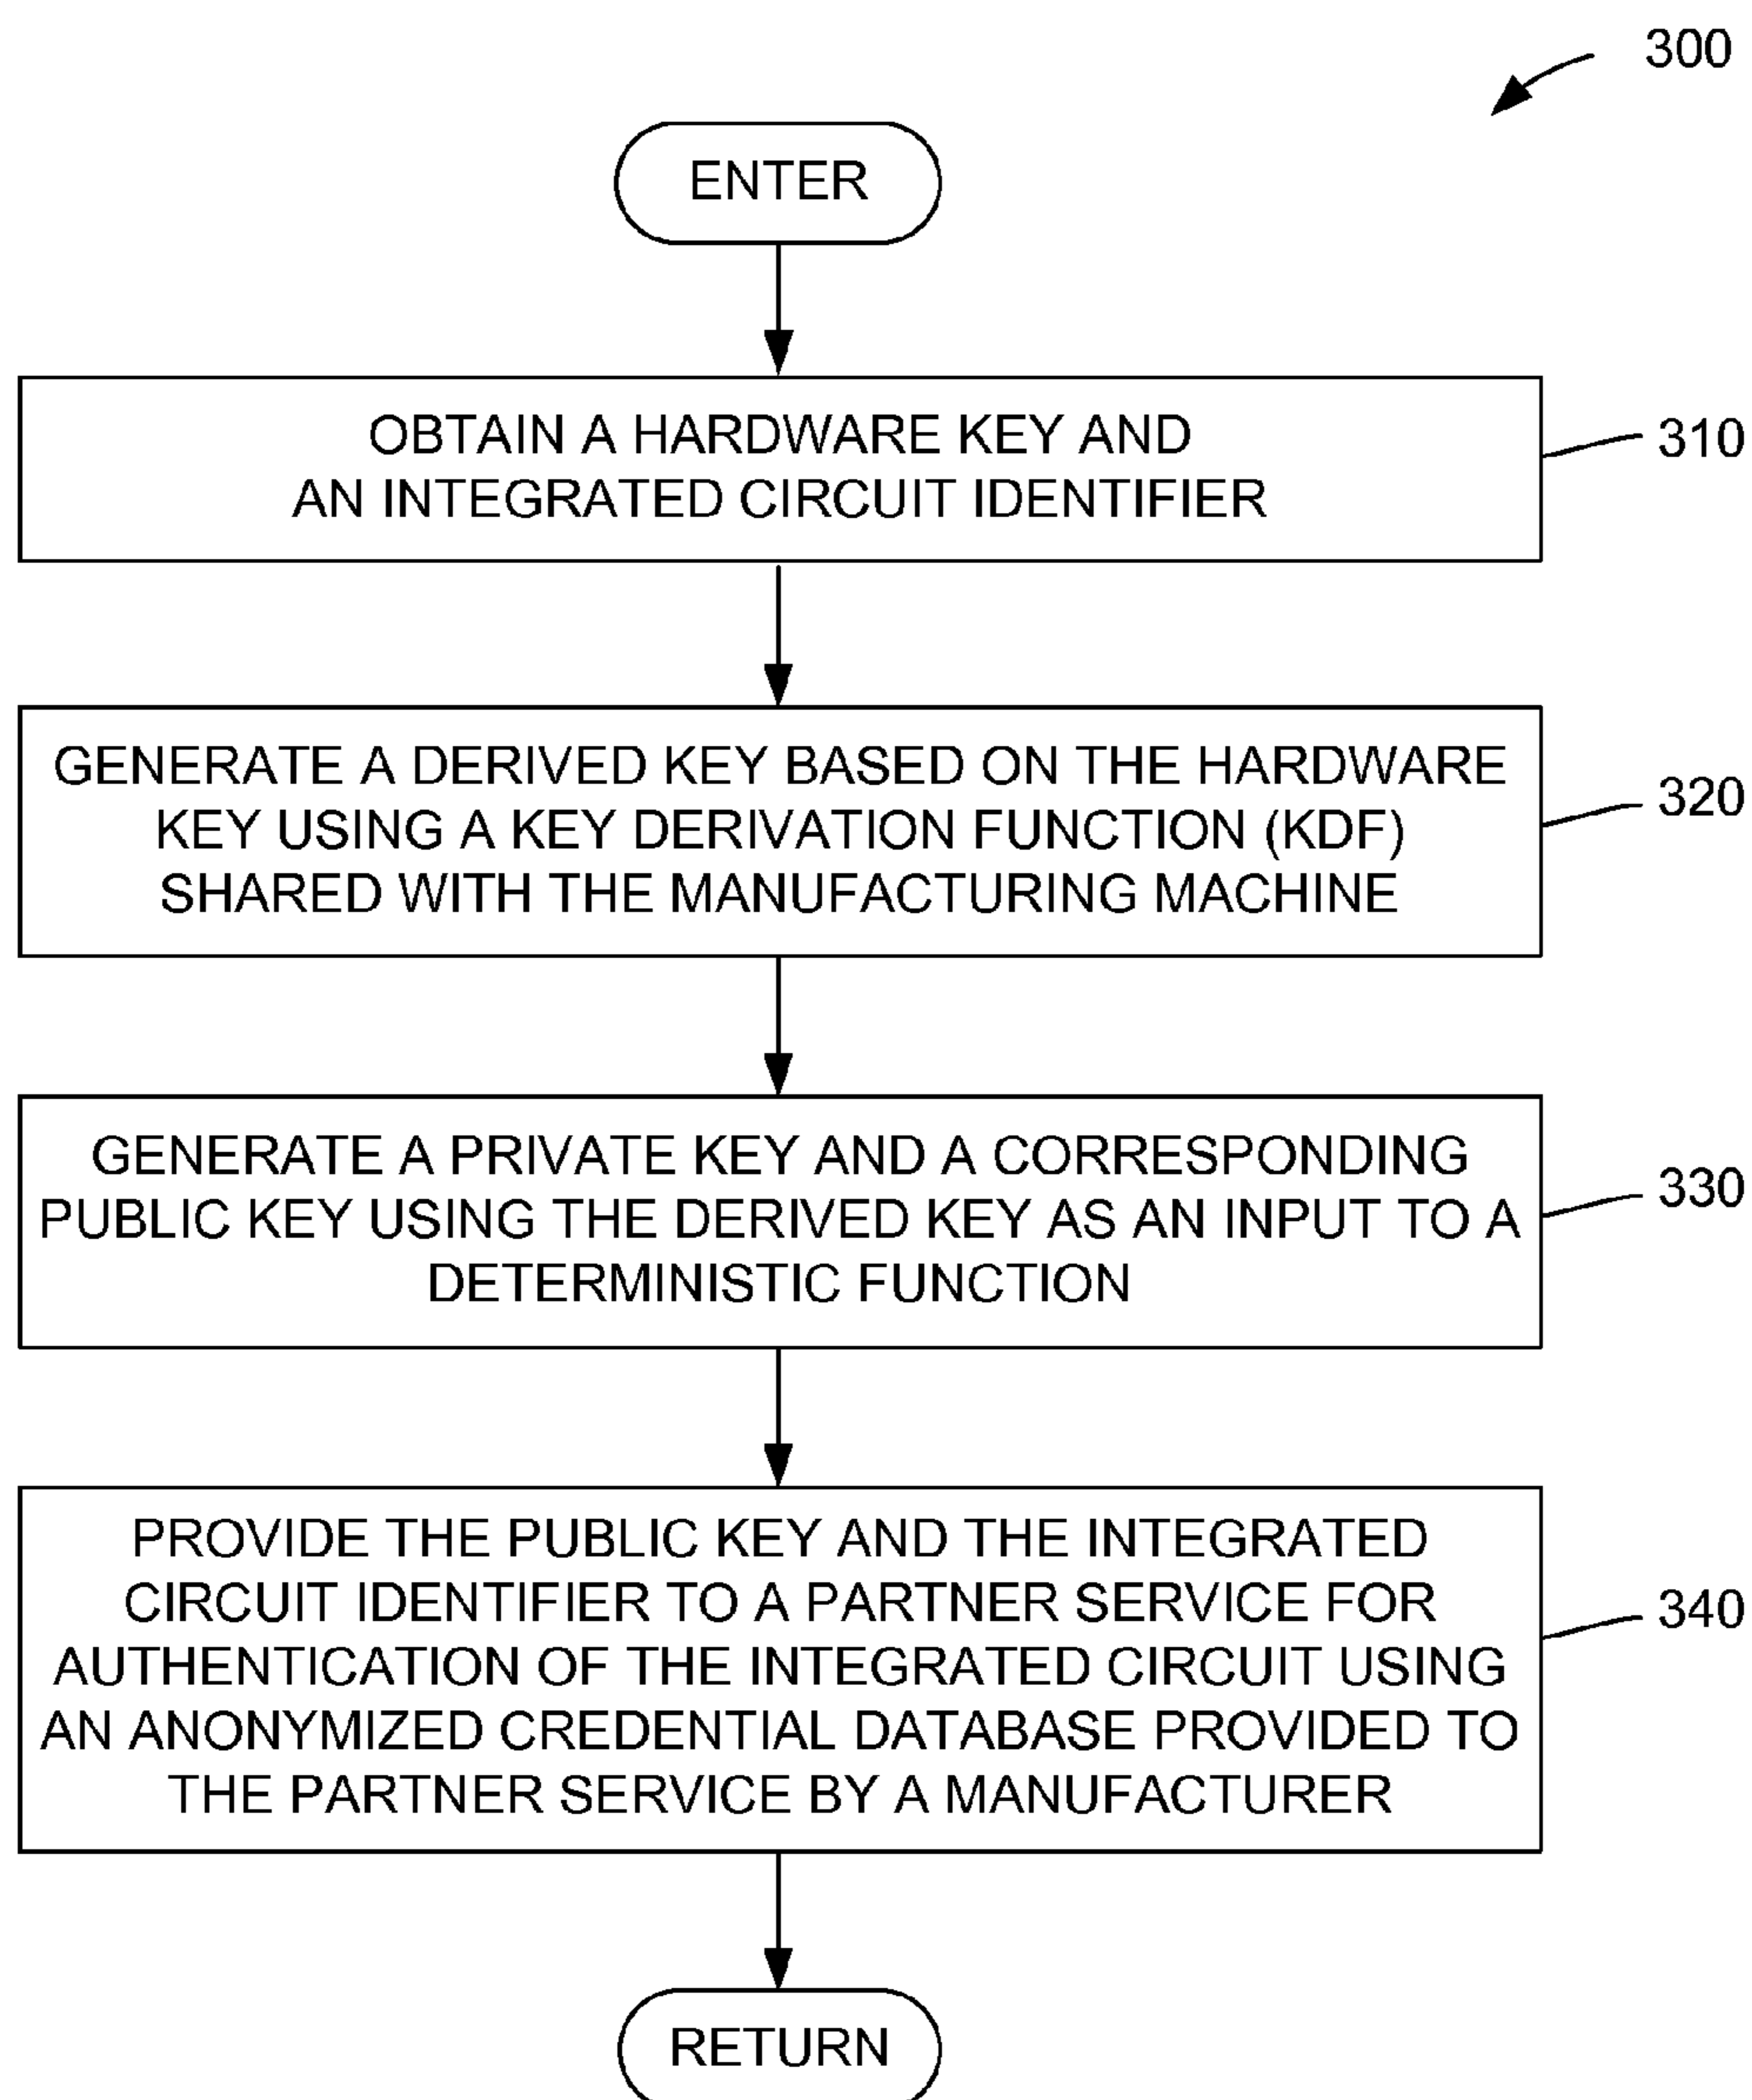 300
ENTER
OBTAIN A HARDWARE KEY AND
AN INTEGRATED CIRCUIT IDENTIFIER
310
GENERATE A DERIVED KEY BASED ON THE HARDWARE
KEY USING A KEY DERIVATION FUNCTION (KDF)
SHARED WITH THE MANUFACTURING MACHINE
320
GENERATE A PRIVATE KEY AND A CORRESPONDING
PUBLIC KEY USING THE DERIVED KEY AS AN INPUT TO A
DETERMINISTIC FUNCTION
330
PROVIDE THE PUBLIC KEY AND THE INTEGRATED
CIRCUIT IDENTIFIER TO A PARTNER SERVICE FOR
AUTHENTICATION OF THE INTEGRATED CIRCUIT USING
AN ANONYMIZED CREDENTIAL DATABASE PROVIDED TO
THE PARTNER SERVICE BY A MANUFACTURER
340
RETURN